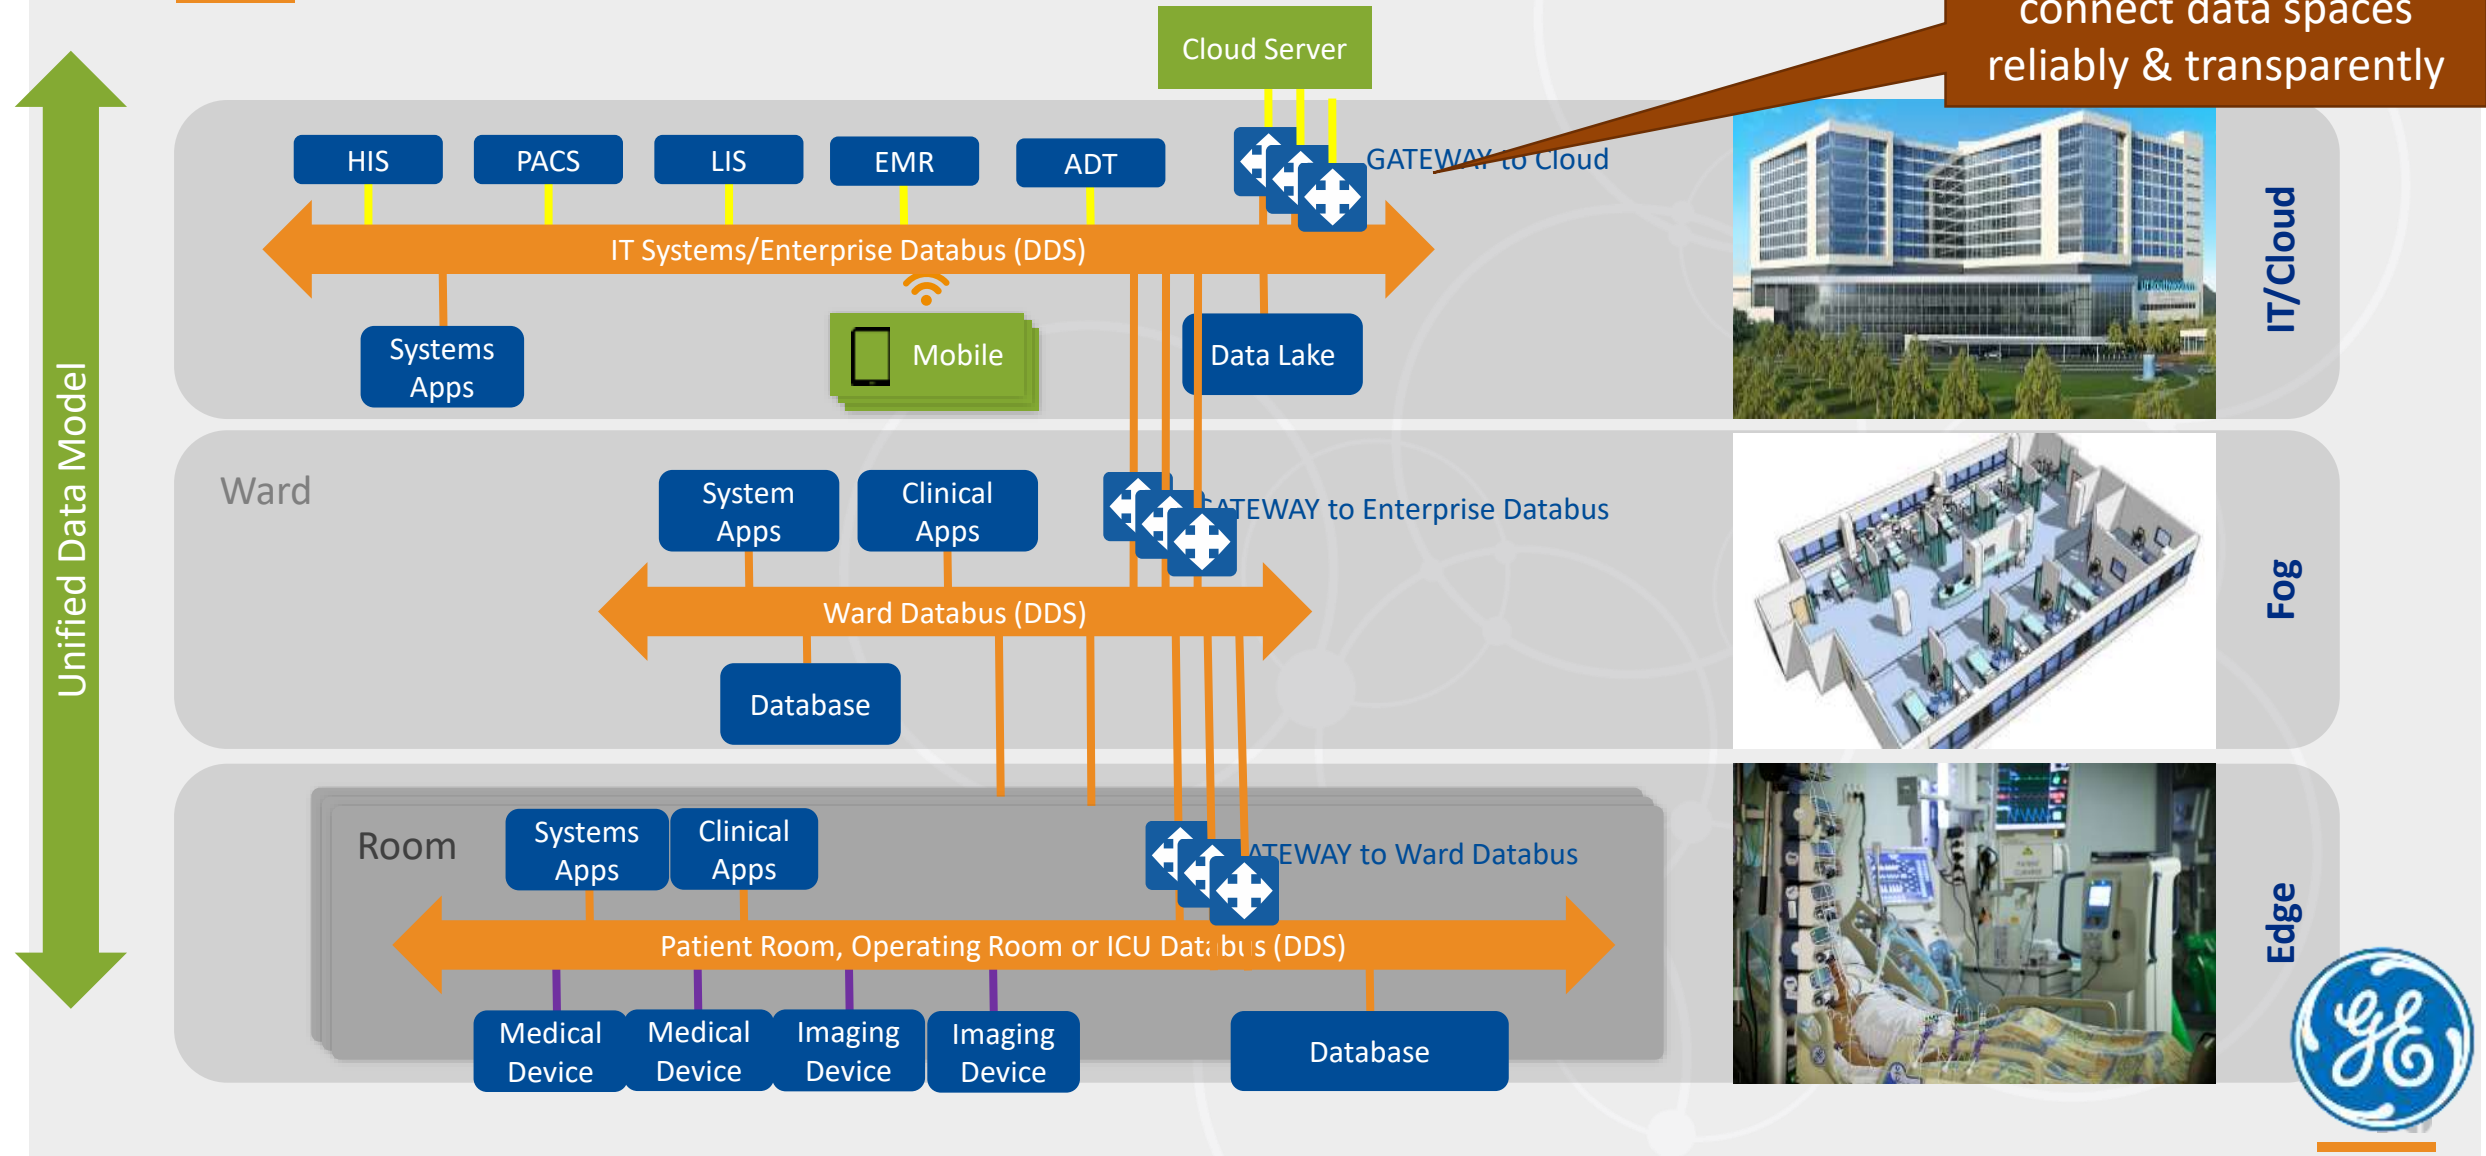 connect data spaces
reliably & transparently
Cloud Server
HIS
PACS
LIS
EMR
ADT
GATEWAY to Cloud
IT Systems/Enterprise Databus (DDS)
Systems
Apps
Mobile
Data Lake
IT/Cloud
Unified Data Model
Ward
System
Apps
Clinical
Apps
GATEWAY to Enterprise Databus
Ward Databus (DDS)
Database
Fog
Room
Systems
Apps
Clinical
Apps
GATEWAY to Ward Databus
Patient Room, Operating Room or ICU Databus (DDS)
Medical
Device
Medical
Device
Imaging
Device
Imaging
Device
Database
Edge
GE